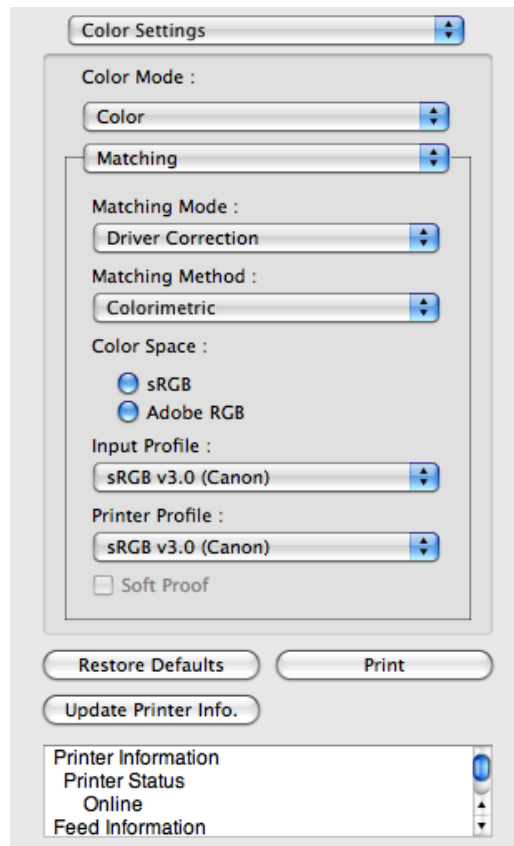 Color Settings
Color Mode :
Color
Matching
Matching Mode :
Driver Correction
Matching Method :
Colorimetric
Color Space :
sRGB
Adobe RGB
Input Profile :
sRGB v3.0 (Canon)
Printer Profile :
sRGB v3.0 (Canon)
Soft Proof
Restore Defaults Print
Update Printer Info.
Printer Information
Printer Status
Online
Feed Information